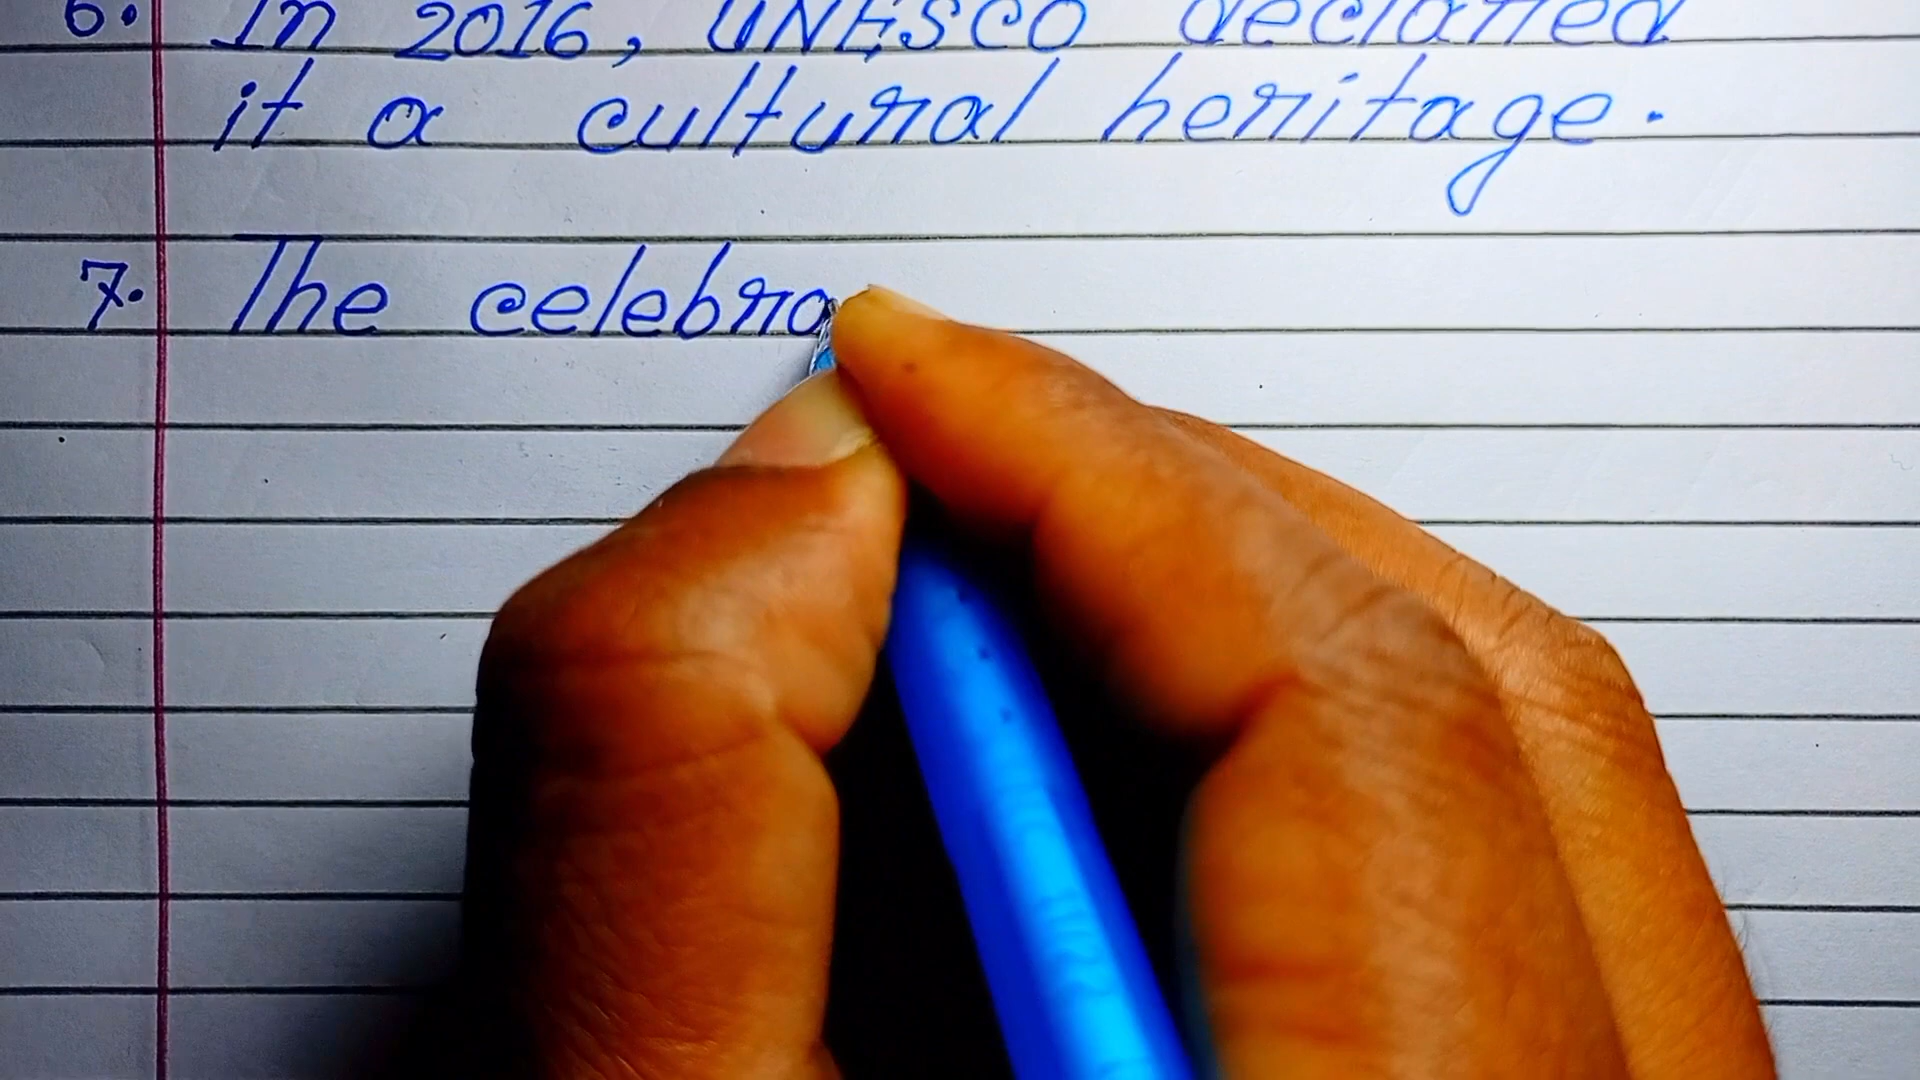 6. In 2016, UNESCO declared
it a cultural heritage.
7. The celebra